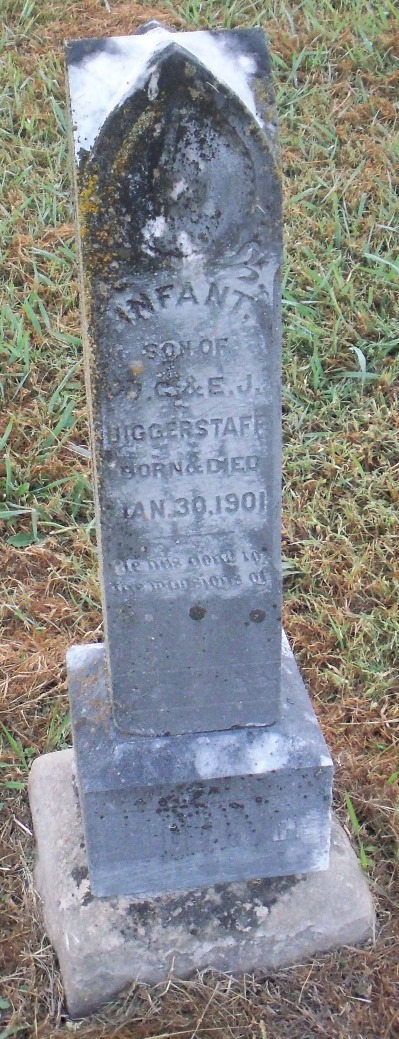 INFANT.
SON OF
J.C. & E.J.
BIGGERSTAFF
BORN & DIED
JAN. 30, 1901
He has gone to
the mansions of